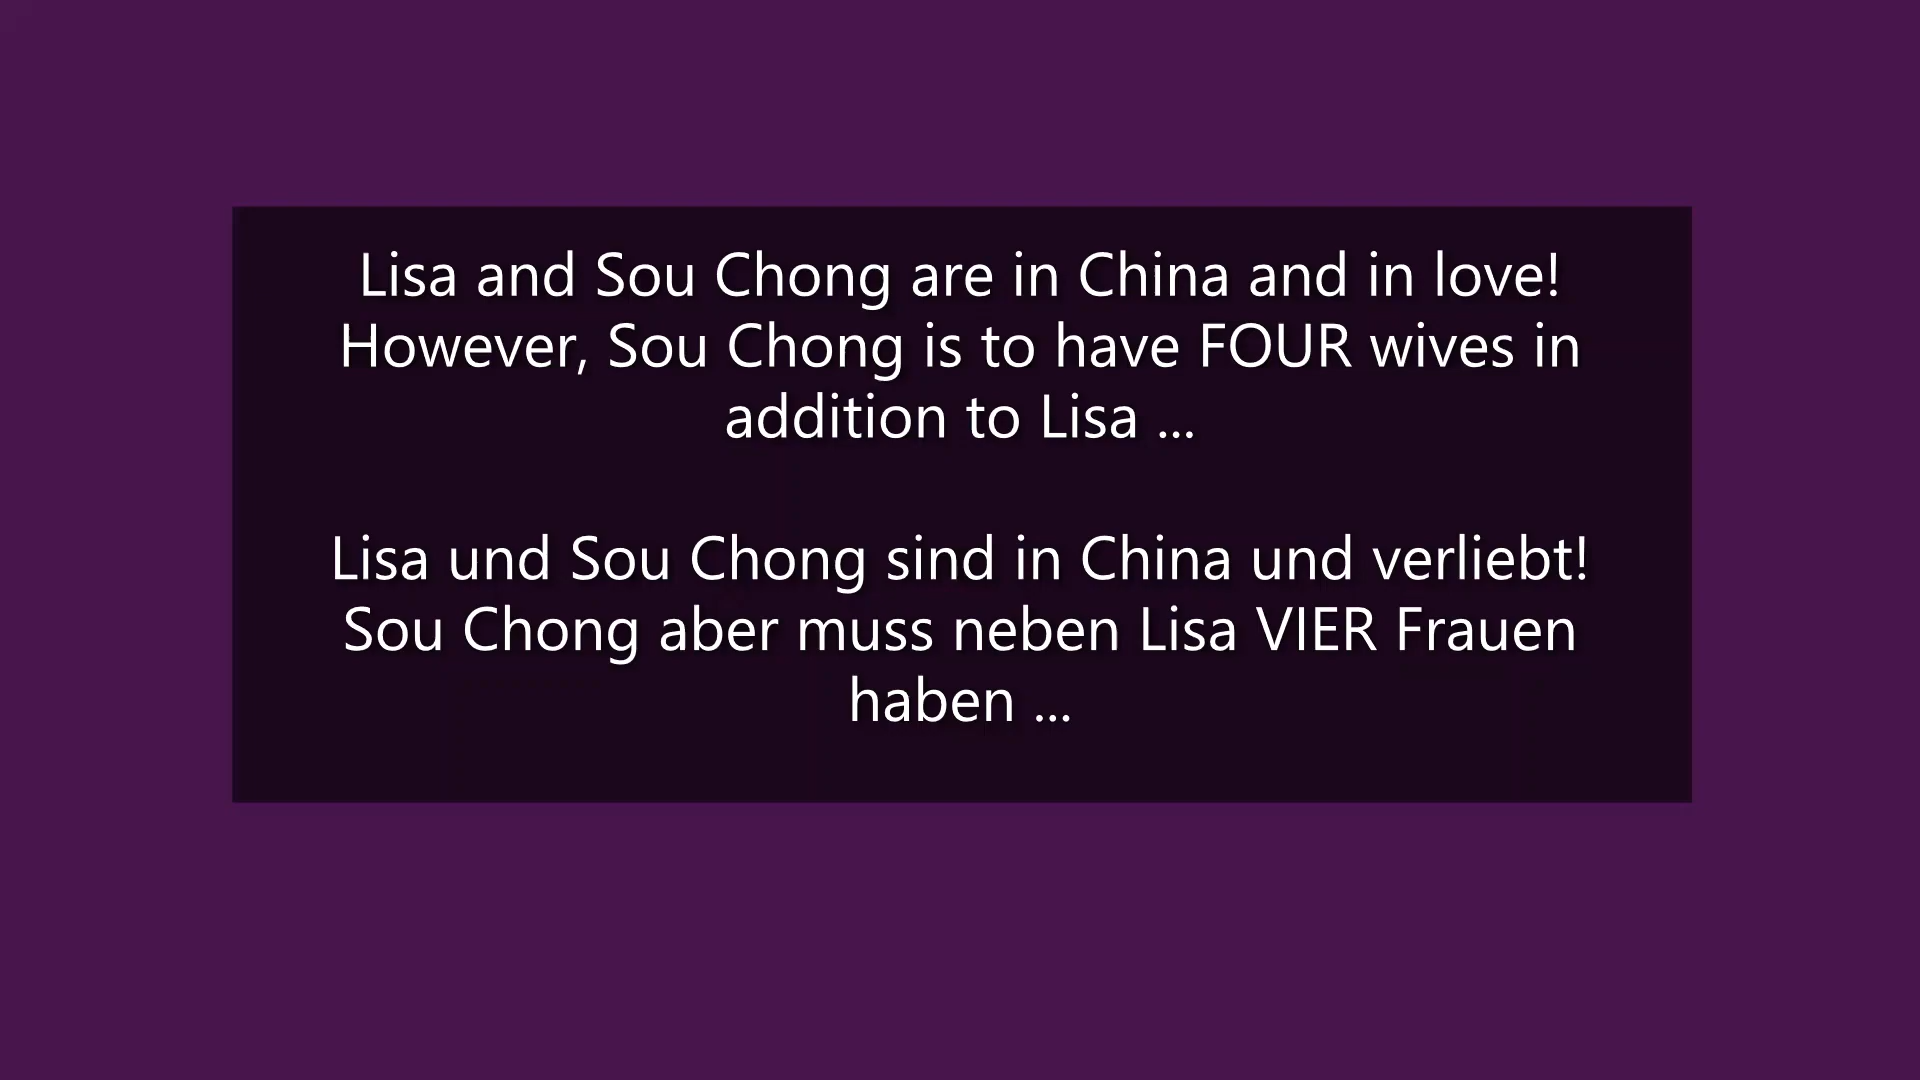 Lisa and Sou Chong are in China and in love!
However, Sou Chong is to have FOUR wives in
addition to Lisa ...
Lisa und Sou Chong sind in China und verliebt!
Sou Chong aber muss neben Lisa VIER Frauen
haben ...